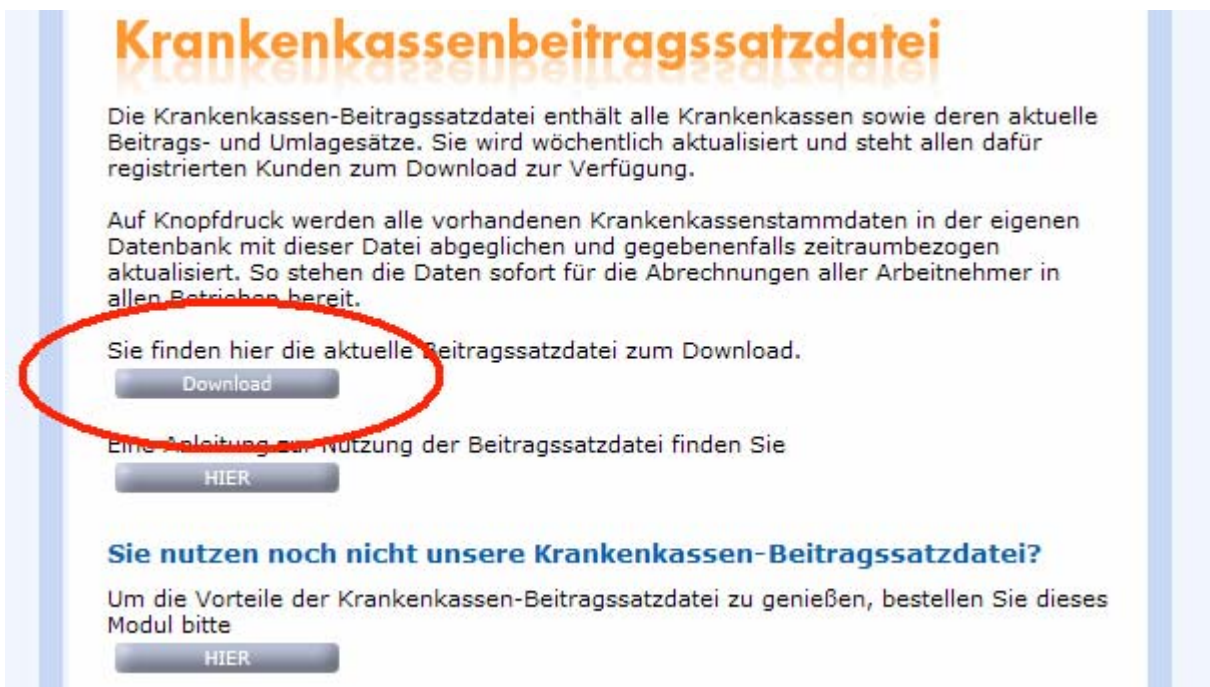 Krankenkassenbeitragssatzdatei
Die Krankenkassen-Beitragssatzdatei enthält alle Krankenkassen sowie deren aktuelle
Beitrags- und Umlagesätze. Sie wird wöchentlich aktualisiert und steht allen dafür
registrierten Kunden zum Download zur Verfügung.
Auf Knopfdruck werden alle vorhandenen Krankenkassenstammdaten in der eigenen
Datenbank mit dieser Datei abgeglichen und gegebenenfalls zeitraumbezogen
aktualisiert. So stehen die Daten sofort für die Abrechnungen aller Arbeitnehmer in
allen Betrieben bereit.
Sie finden hier die aktuelle Beitragssatzdatei zum Download.
Download
Eine Anleitung zur Nutzung der Beitragssatzdatei finden Sie
HIER
Sie nutzen noch nicht unsere Krankenkassen-Beitragssatzdatei?
Um die Vorteile der Krankenkassen-Beitragssatzdatei zu genießen, bestellen Sie dieses
Modul bitte
HIER